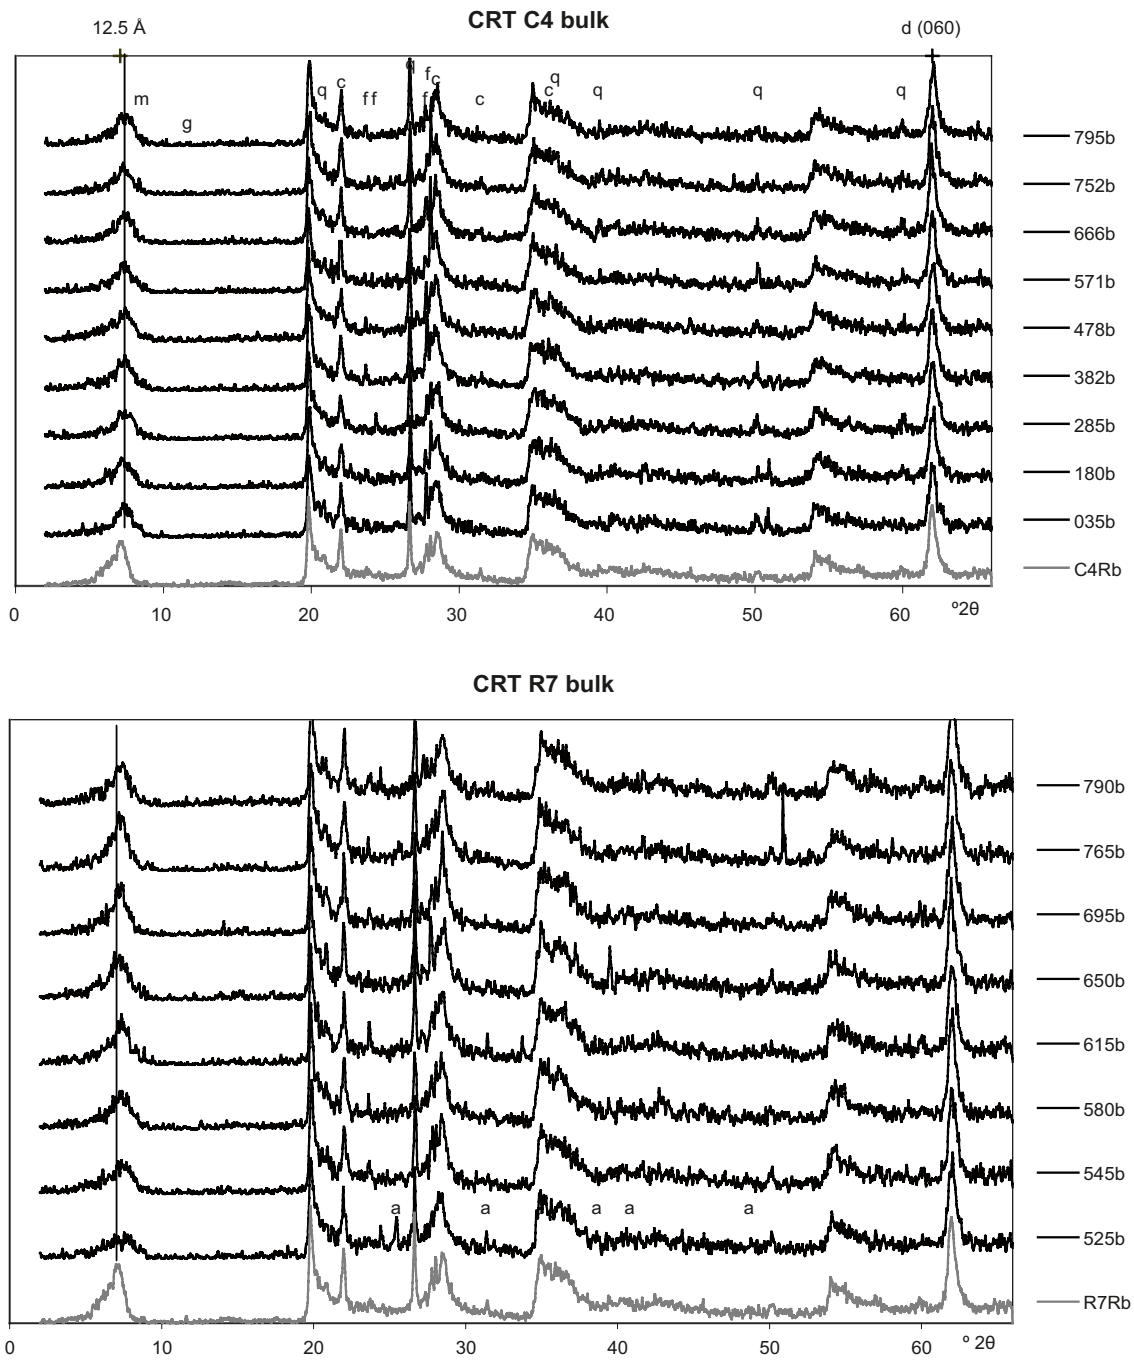 CRT C4 bulk
12.5 Å
d (060)
m
g
q
c
f f
q
f
f
c
c
q
c
q
q
q
795b
752b
666b
571b
478b
382b
285b
180b
035b
C4Rb
0
10
20
30
40
50
60
º2θ
CRT R7 bulk
790b
765b
695b
650b
615b
580b
545b
a
a
a
a
a
525b
R7Rb
0
10
20
30
40
50
60
º 2θ